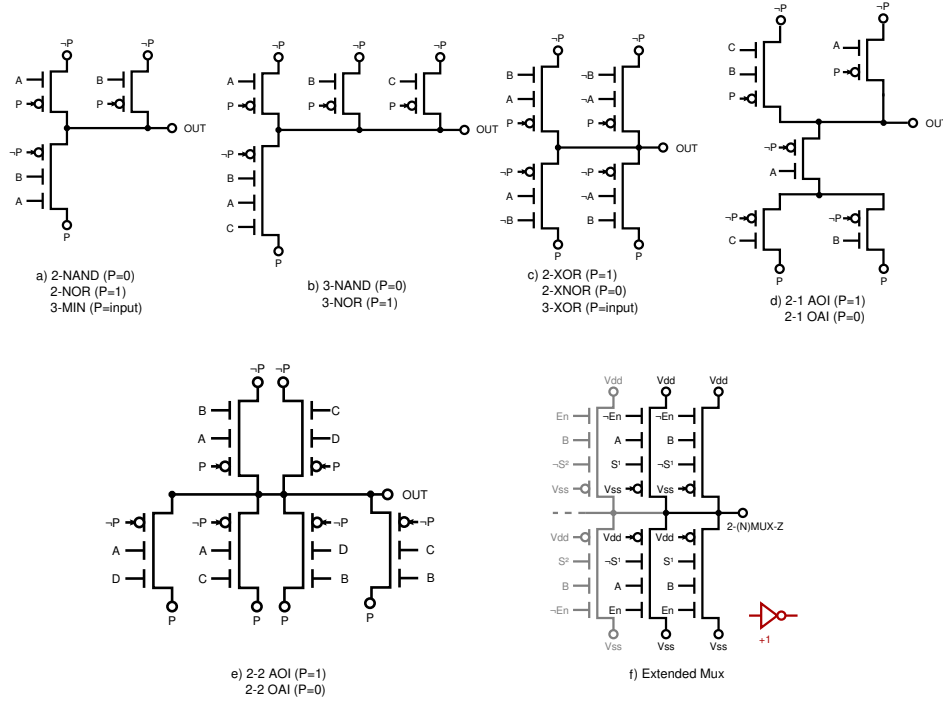 ¬P
¬P
A
B
P
P
OUT
¬P
B
A
P
a) 2-NAND (P=0)
2-NOR (P=1)
3-MIN (P=input)
¬P
¬P
¬P
A
B
C
P
P
P
OUT
¬P
B
A
C
P
b) 3-NAND (P=0)
3-NOR (P=1)
¬P
¬P
B
¬B
A
¬A
P
P
OUT
¬P
¬P
A
¬A
¬B
B
P
P
c) 2-XOR (P=1)
2-XNOR (P=0)
3-XOR (P=input)
¬P
¬P
C
A
B
P
P
OUT
¬P
A
¬P
¬P
C
B
P
P
d) 2-1 AOI (P=1)
2-1 OAI (P=0)
¬P ¬P
B
C
A
D
P
P
OUT
¬P
¬P
¬P
¬P
A
A
D
C
D
C
B
B
P
P
P
P
e) 2-2 AOI (P=1)
2-2 OAI (P=0)
Vdd
Vdd
Vdd
En
¬En
¬En
B
A
B
¬S²
S¹
¬S¹
Vss
Vss
Vss
2-(N)MUX-Z
Vdd
Vdd
Vdd
S²
¬S¹
S¹
B
A
B
¬En
En
En
Vss
Vss
Vss
+1
f) Extended Mux